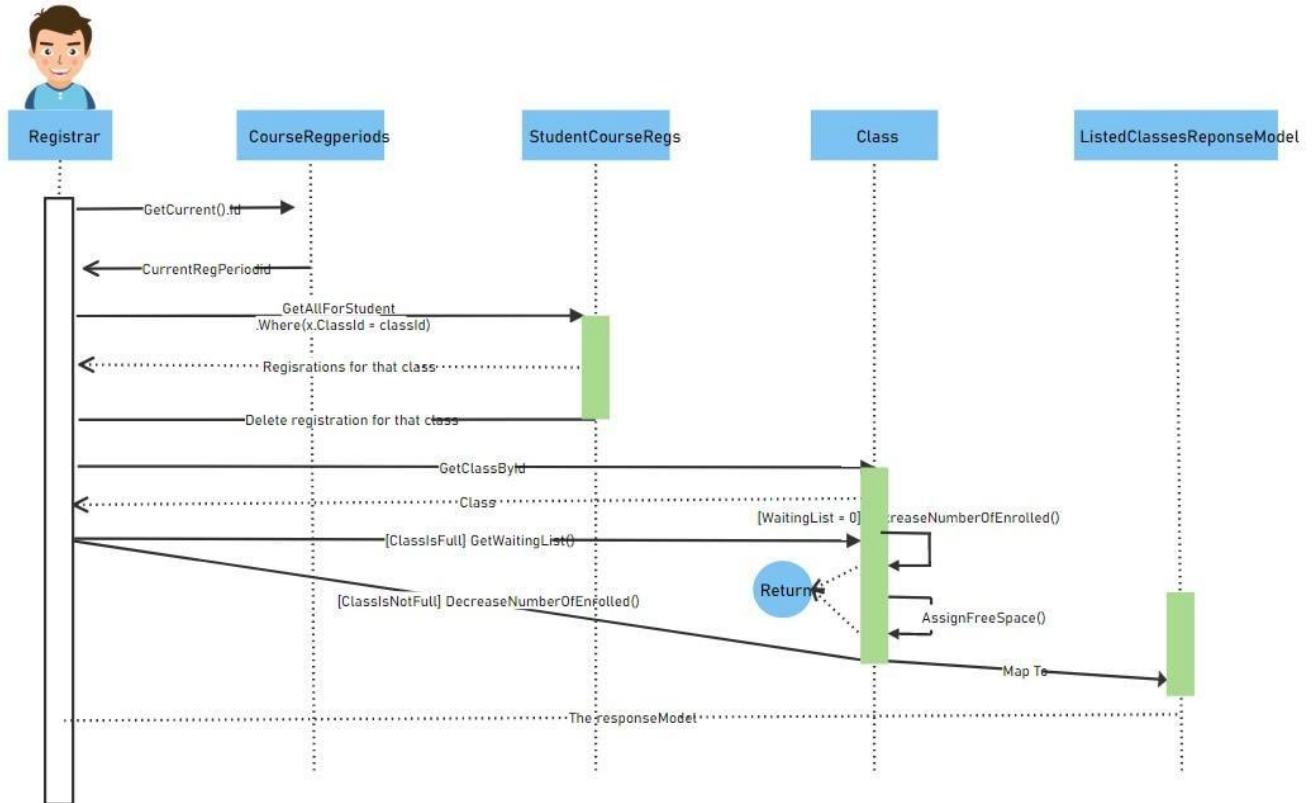 Registrar
CourseRegperiods
StudentCourseRegs
Class
ListedClassesReponseModel
GetCurrent().id
CurrentRegPeriodid
GetAllForStudent
.Where(x.ClassId = classId)
Regisrations for that class
Delete registration for that class
GetClassById
Class
[WaitingList = 0] creaseNumberOfEnrolled()
[ClassIsFull] GetWaitingList()
Return
[ClassIsNotFull] DecreaseNumberOfEnrolled()
AssignFreeSpace()
Map To
The responseModel